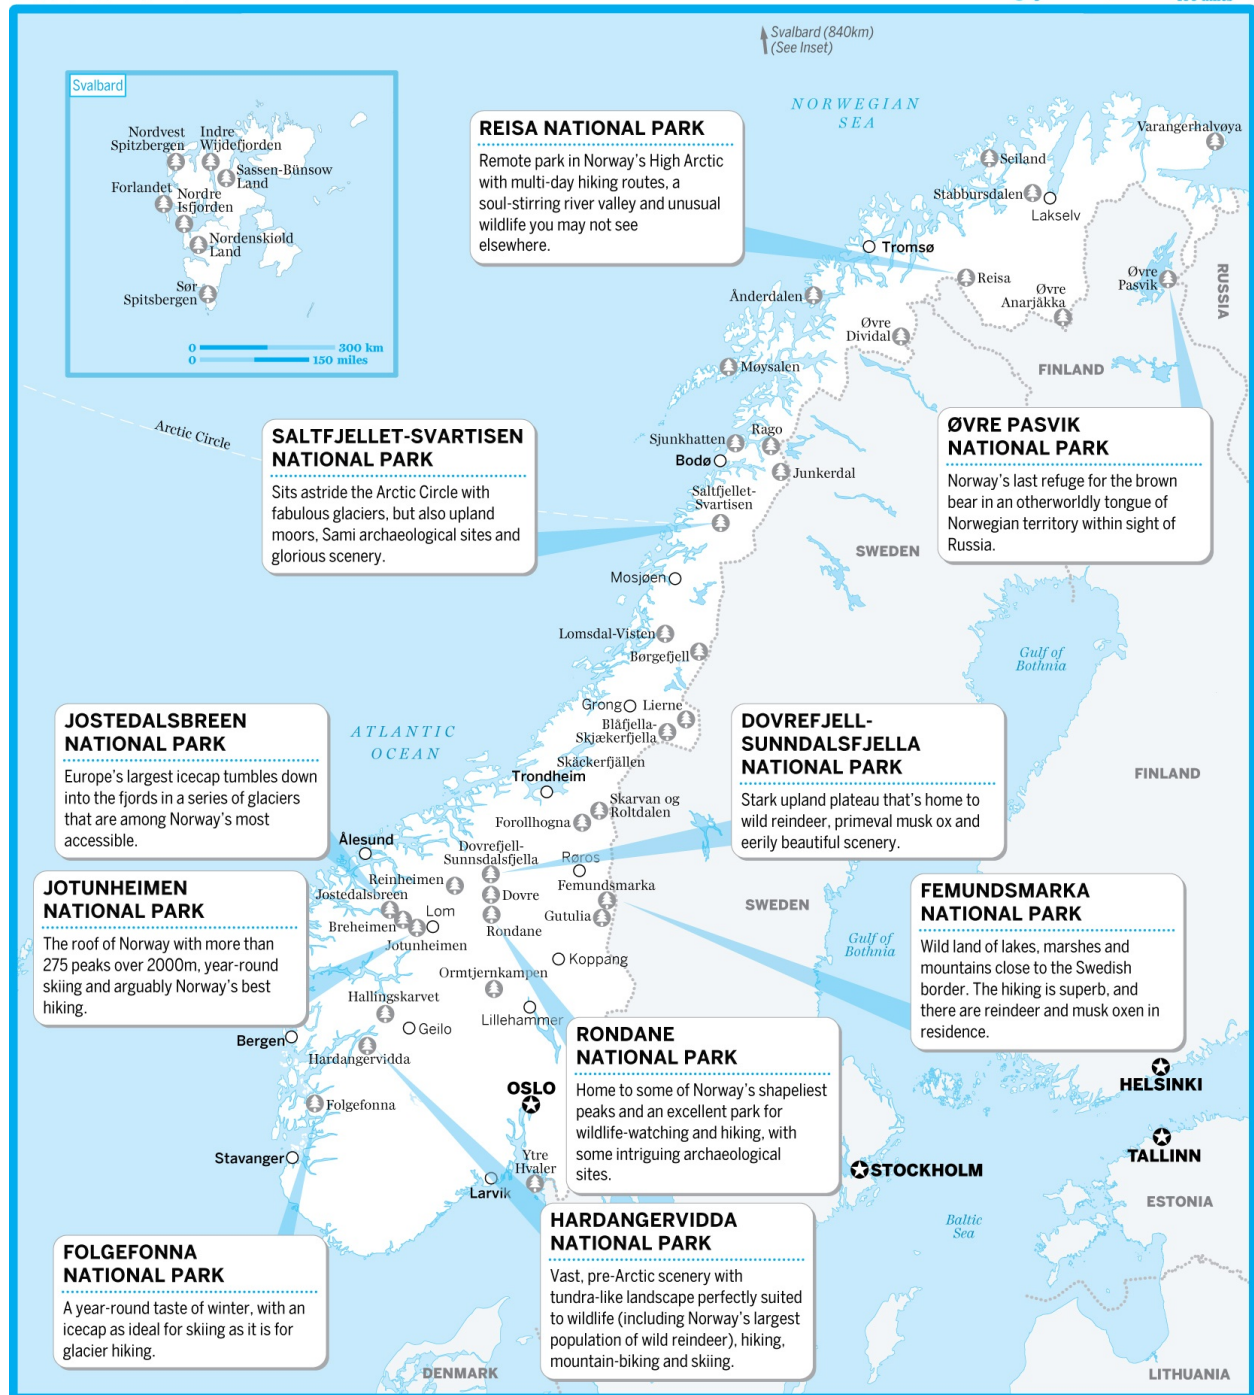 Svalbard (840km)
(See Inset)
Svalbard
Nordvest
Spitzbergen
Indre
Wijdefjorden
Sassen-Bünsow
Land
Forlandet
Nordre
Isfjorden
Nordenskiøld
Land
Sør
Spitsbergen
0 300 km
0 150 miles
NORWEGIAN
SEA
REISA NATIONAL PARK
Remote park in Norway's High Arctic
with multi-day hiking routes, a
soul-stirring river valley and unusual
wildlife you may not see
elsewhere.
Varangerhalvøya
Seiland
Stabbursdalen
Lakselv
Tromsø
Reisa
Øvre
Anarjåkka
Øvre
Pasvik
RUSSIA
Ånderdalen
Øvre
Dividal
FINLAND
Møysalen
Arctic Circle
SALTFJELLET-SVARTISEN
NATIONAL PARK
Sits astride the Arctic Circle with
fabulous glaciers, but also upland
moors, Sami archaeological sites and
glorious scenery.
Sjunkhatten
Rago
Bodø
Junkerdal
Saltfjellet-
Svartisen
ØVRE PASVIK
NATIONAL PARK
Norway's last refuge for the brown
bear in an otherworldly tongue of
Norwegian territory within sight of
Russia.
SWEDEN
Mosjøen
Lomsdal-Visten
Børgefjell
Gulf of
Bothnia
Grong
Lierne
Blåfjella-
Skjækerfjella
Skäckerfjällen
ATLANTIC
OCEAN
Trondheim
JOSTEDALSBREEN
NATIONAL PARK
Europe's largest icecap tumbles down
into the fjords in a series of glaciers
that are among Norway's most
accessible.
DOVREFJELL-
SUNNDALSFJELLA
NATIONAL PARK
Stark upland plateau that's home to
wild reindeer, primeval musk ox and
eerily beautiful scenery.
FINLAND
Skarvan og
Roltdalen
Forollhogna
Ålesund
Dovrefjell-
Sunnsdalsfjella
Røros
Reinheimen
Femundsmarka
Jostedalsbreen
Dovre
Lom
Gutulia
Breheimen
Rondane
Jotunheimen
SWEDEN
Gulf of
Bothnia
JOTUNHEIMEN
NATIONAL PARK
The roof of Norway with more than
275 peaks over 2000m, year-round
skiing and arguably Norway's best
hiking.
FEMUNDSMARKA
NATIONAL PARK
Wild land of lakes, marshes and
mountains close to the Swedish
border. The hiking is superb, and
there are reindeer and musk oxen in
residence.
Koppang
Ormtjernkampen
Hallingskarvet
Lillehammer
Geilo
Bergen
Hardangervidda
OSLO
Folgefonna
RONDANE
NATIONAL PARK
Home to some of Norway's shapeliest
peaks and an excellent park for
wildlife-watching and hiking, with
some intriguing archaeological
sites.
HELSINKI
TALLINN
Stavanger
Ytre
Hvaler
Larvik
STOCKHOLM
ESTONIA
Baltic
Sea
FOLGEFONNA
NATIONAL PARK
A year-round taste of winter, with an
icecap as ideal for skiing as it is for
glacier hiking.
HARDANGERVIDDA
NATIONAL PARK
Vast, pre-Arctic scenery with
tundra-like landscape perfectly suited
to wildlife (including Norway's largest
population of wild reindeer), hiking,
mountain-biking and skiing.
DENMARK
LITHUANIA